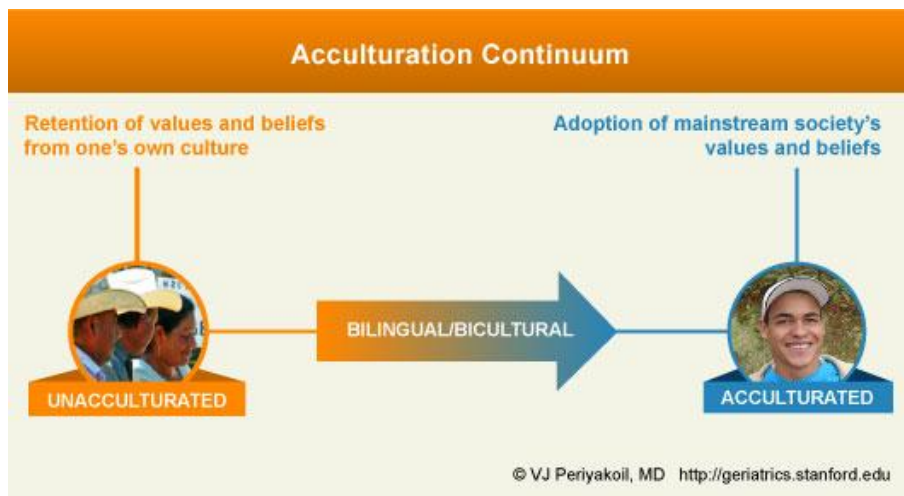 Acculturation Continuum
Retention of values and beliefs
from one's own culture
Adoption of mainstream society's
values and beliefs
BILINGUAL/BICULTURAL
UNACCULTURATED
ACCULTURATED
© VJ Periyakoil, MD http://geriatrics.stanford.edu